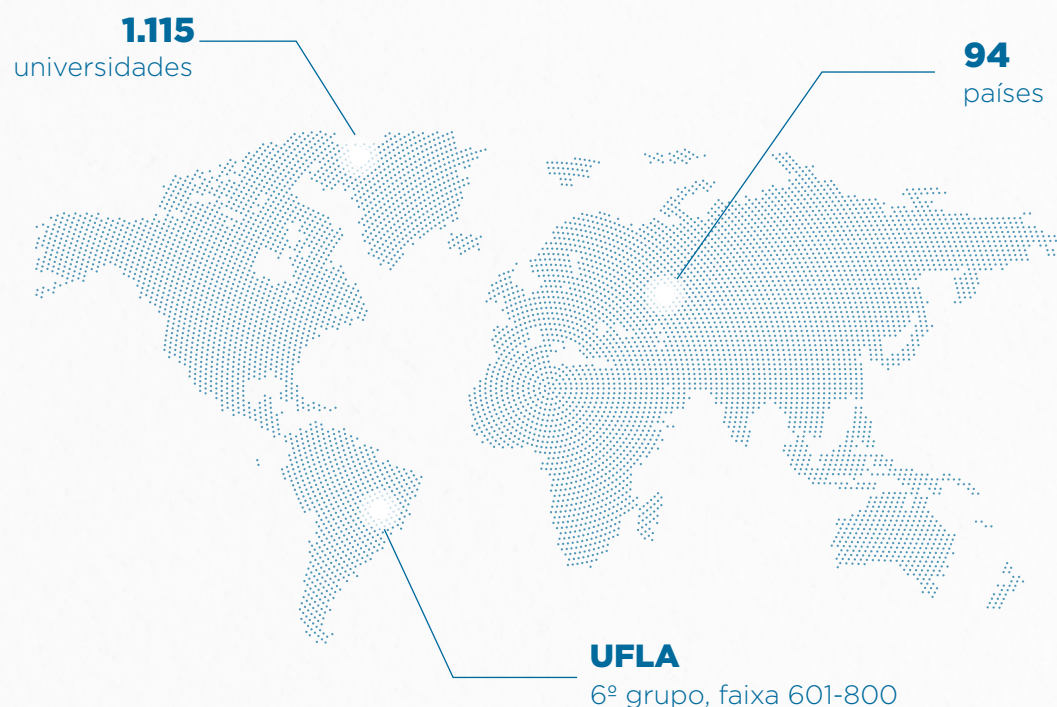 1.115
universidades
94
países
UFLA
6º grupo, faixa 601-800